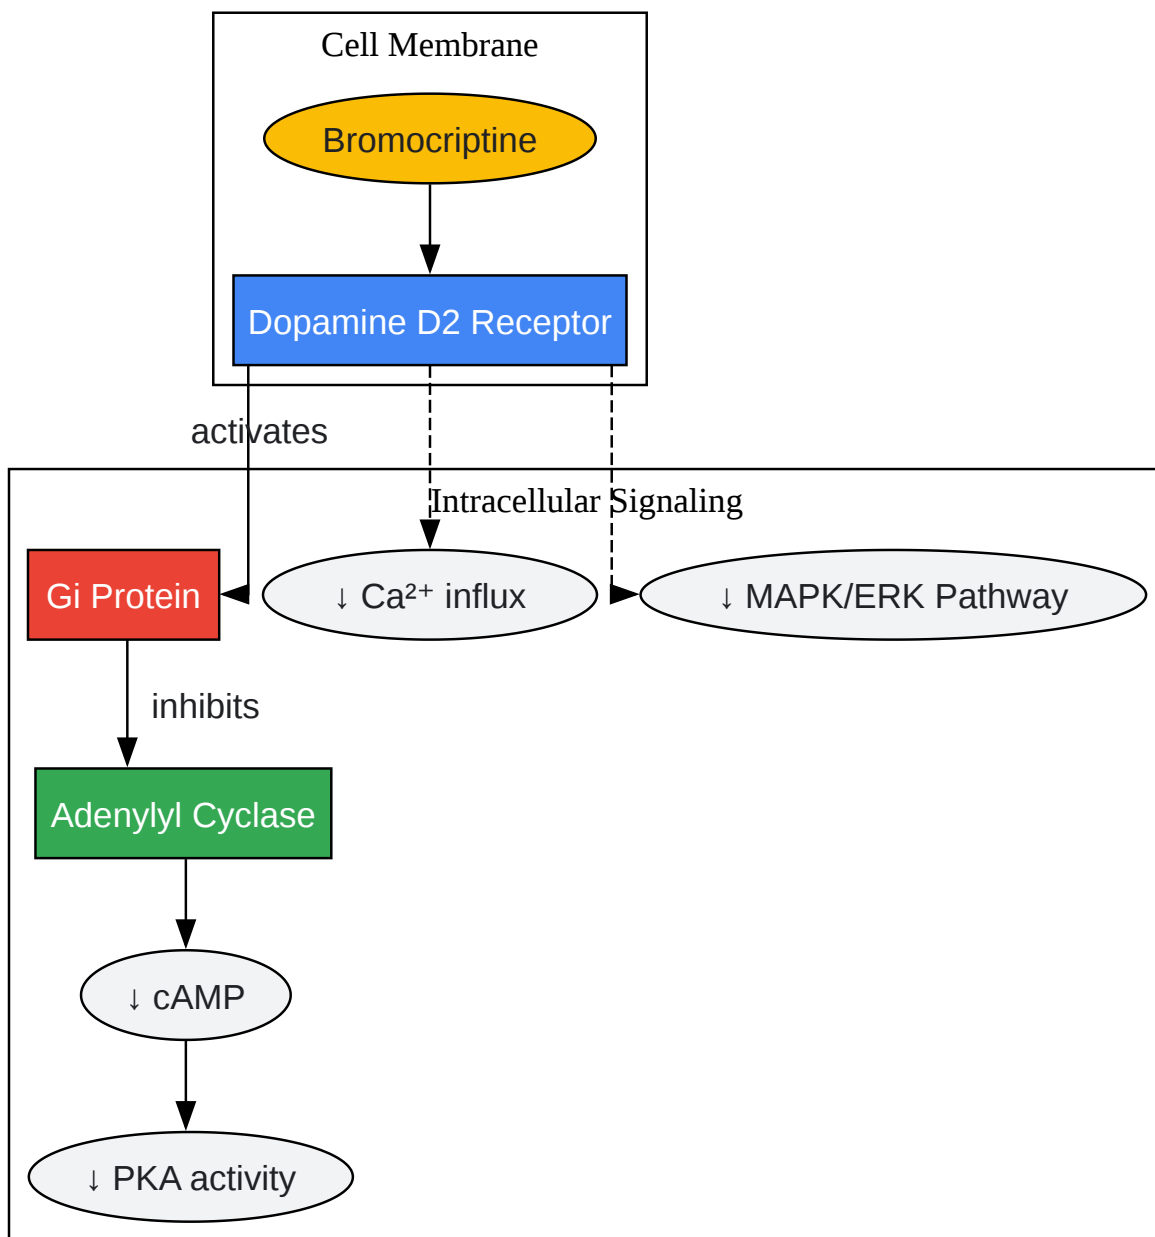 Cell Membrane
Bromocriptine
Dopamine D2 Receptor
activates
Intracellular Signaling
Gi Protein
↓ Ca²⁺ influx
↓ MAPK/ERK Pathway
inhibits
Adenylyl Cyclase
↓ cAMP
↓ PKA activity